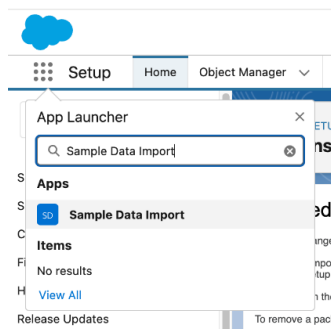 Setup
Home
Object Manager
App Launcher
Sample Data Import
Apps
SD
Sample Data Import
Items
No results
View All
Release Updates
To remove a pac